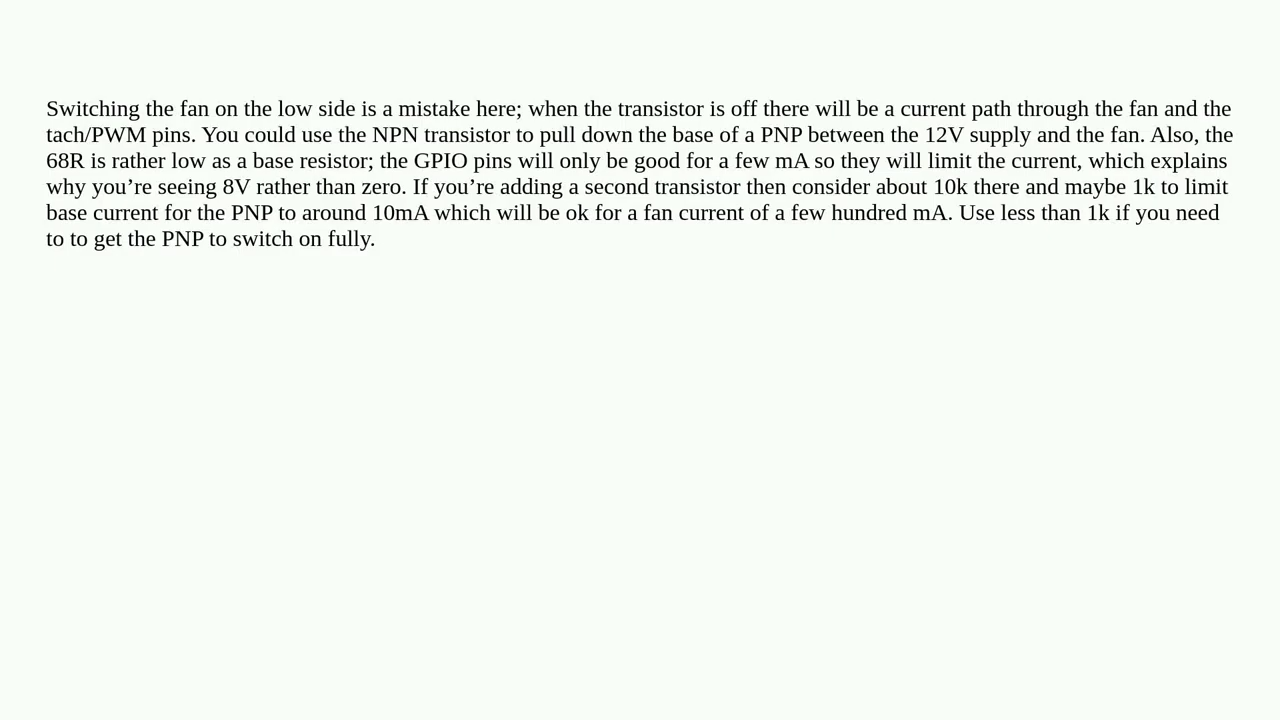 Switching the fan on the low side is a mistake here; when the transistor is off there will be a current path through the fan and the
tach/PWM pins. You could use the NPN transistor to pull down the base of a PNP between the 12V supply and the fan. Also, the
68R is rather low as a base resistor; the GPIO pins will only be good for a few mA so they will limit the current, which explains
why you’re seeing 8V rather than zero. If you’re adding a second transistor then consider about 10k there and maybe 1k to limit
base current for the PNP to around 10mA which will be ok for a fan current of a few hundred mA. Use less than 1k if you need
to to get the PNP to switch on fully.